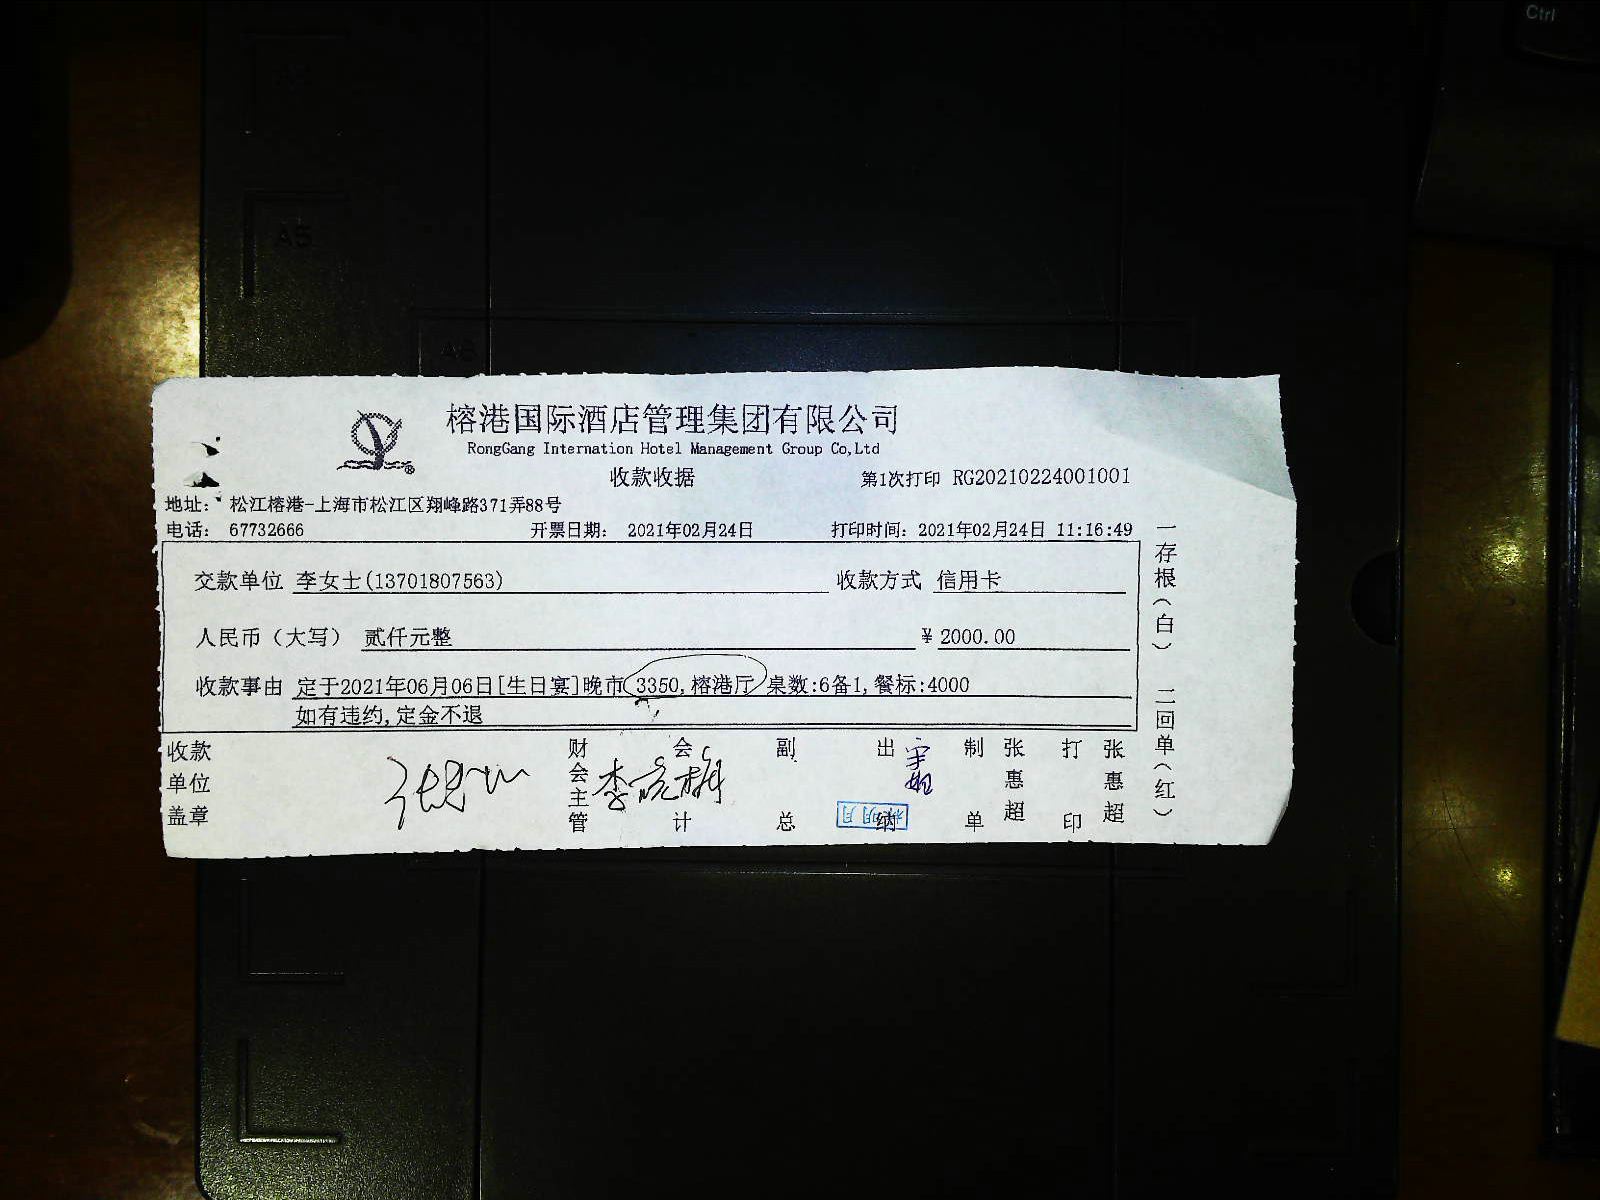 Ctrl
A5
A6
榕港国际酒店管理集团有限公司
RongGang Internation Hotel Management Group Co,Ltd
收款收据
第1次打印 RG20210224001001
地址： 松江榕港-上海市松江区翔峰路371弄88号
电话： 67732666 开票日期： 2021年02月24日 打印时间：2021年02月24日 11:16:49
交款单位 李女士(13701807563) 收款方式 信用卡
人民币（大写） 贰仟元整 ¥ 2000.00
收款事由 定于2021年06月06日[生日宴]晚市 3350,榕港厅 桌数:6备1,餐标:4000
如有违约,定金不退
收款单位盖章
财会主管
会计
副总
出纳
制单 张惠超
打印 张惠超
一存根（白） 二回单（红）